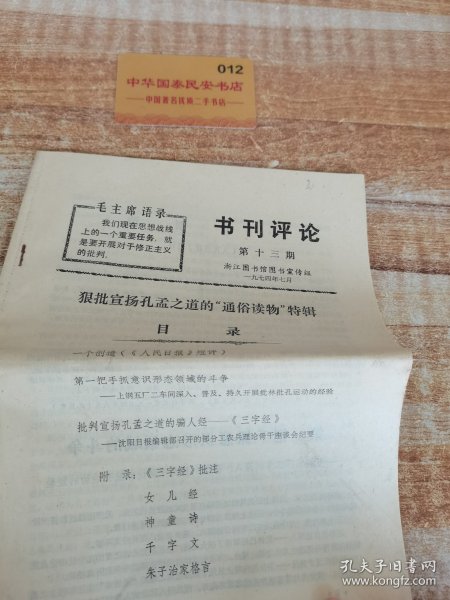 012
中华国泰民安书店
中国著名优质二手书店
毛主席语录
我们现在思想战线
上的一个重要任务，就
是要开展对于修正主义
的批判。
书刊评论
第十三期
浙江图书馆图书宣传组
一九七四年七月
狠批宣扬孔孟之道的“通俗读物”特辑
目录
一个创造（《人民日报》短评）
第一把手抓意识形态领域的斗争
——上钢五厂二车间深入、普及、持久开展批林批孔运动的经验
批判宣扬孔孟之道的骗人经——《三字经》
——沈阳日报编辑部召开的部分工农兵理论骨干座谈会纪要
附录：《三字经》批注
女儿经
神童诗
千字文
朱子治家格言
孔夫子旧书网
www.kongfz.com